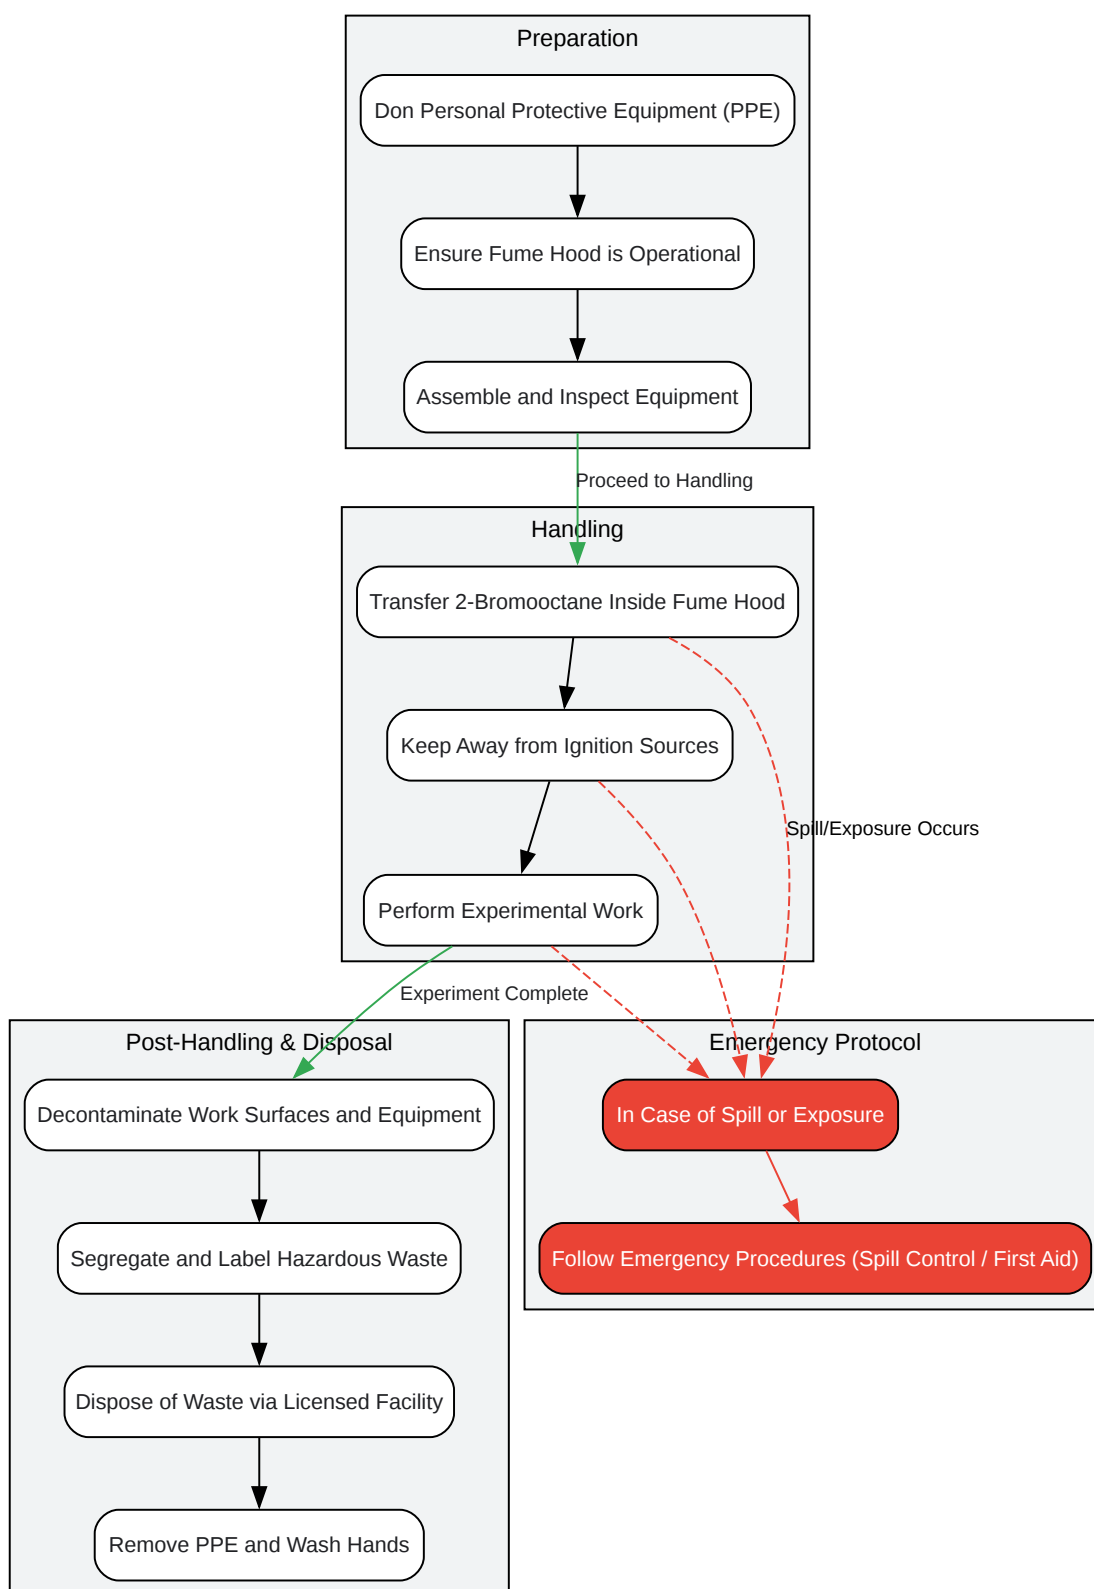 Preparation
Don Personal Protective Equipment (PPE)
Ensure Fume Hood is Operational
Assemble and Inspect Equipment
Proceed to Handling
Handling
Transfer 2-Bromooctane Inside Fume Hood
Keep Away from Ignition Sources
Spill/Exposure Occurs
Perform Experimental Work
Experiment Complete
Post-Handling & Disposal
Decontaminate Work Surfaces and Equipment
Segregate and Label Hazardous Waste
Dispose of Waste via Licensed Facility
Remove PPE and Wash Hands
Emergency Protocol
In Case of Spill or Exposure
Follow Emergency Procedures (Spill Control / First Aid)